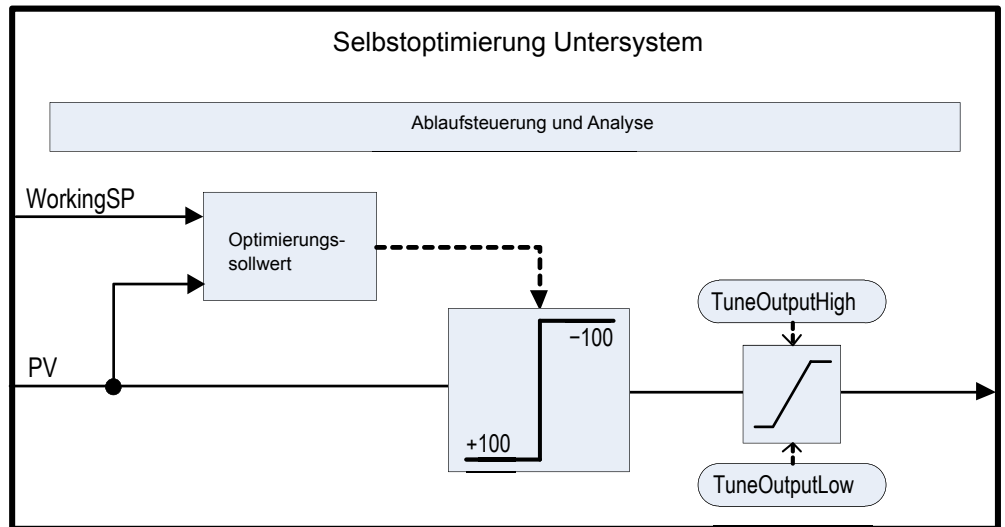 Selbstoptimierung Untersystem
Ablaufsteuerung und Analyse
WorkingSP
Optimierungs-
sollwert
TuneOutputHigh
−100
PV
+100
TuneOutputLow